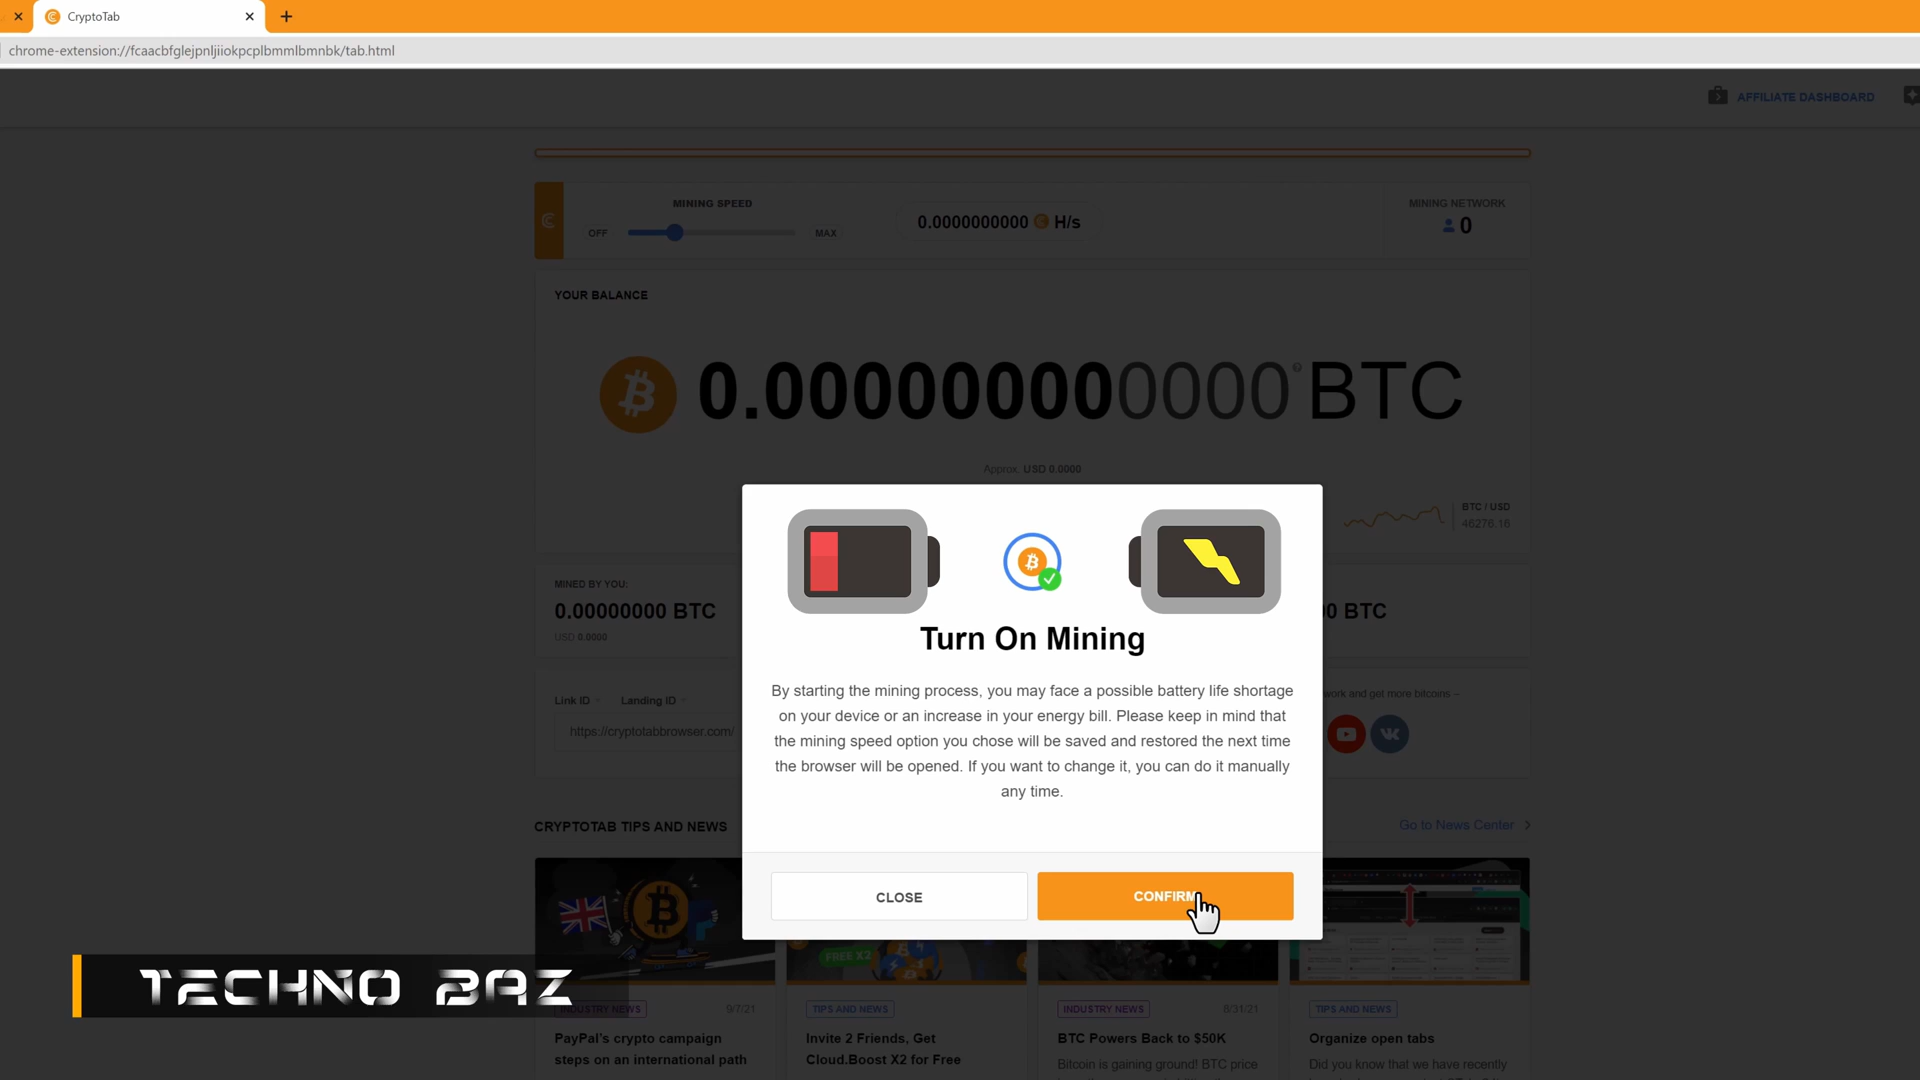 CryptoTab
chrome-extension://fcaacbfglejpnljiiokpcplbmmlbmnbk/tab.html
AFFILIATE DASHBOARD
MINING SPEED
OFF
MAX
0.0000000000 H/s
MINING NETWORK
0
YOUR BALANCE
0.000000000000 BTC
Approx. USD 0.0000
BTC / USD
46276.16
MINED BY YOU:
0.00000000 BTC
USD 0.0000
0 BTC
Turn On Mining
By starting the mining process, you may face a possible battery life shortage
on your device or an increase in your energy bill. Please keep in mind that
the mining speed option you chose will be saved and restored the next time
the browser will be opened. If you want to change it, you can do it manually
any time.
CLOSE
CONFIRM
Link ID
Landing ID
https://cryptotabbrowser.com/
work and get more bitcoins –
CRYPTOTAB TIPS AND NEWS
Go to News Center
FREE X2
TECHNO BAZ
INDUSTRY NEWS
9/7/21
PayPal's crypto campaign
steps on an international path
TIPS AND NEWS
Invite 2 Friends, Get
Cloud.Boost X2 for Free
INDUSTRY NEWS
8/31/21
BTC Powers Back to $50K
Bitcoin is gaining ground! BTC price
TIPS AND NEWS
Organize open tabs
Did you know that we have recently